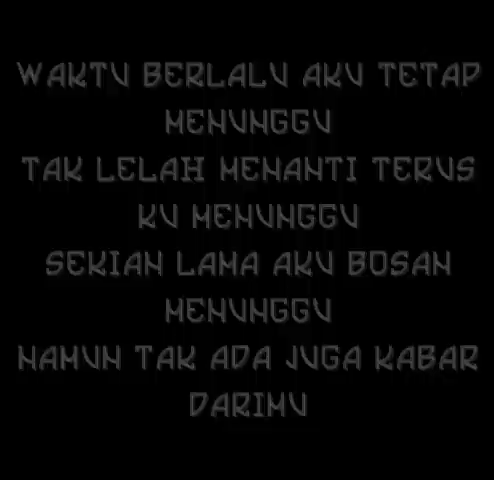 WAKTU BERLALU AKU TETAP
MENUNGGU
TAK LELAH MENANTI TERUS
KU MENUNGGU
SEKIAN LAMA AKU BOSAN
MENUNGGU
NAMUN TAK ADA JUGA KABAR
DARIMU